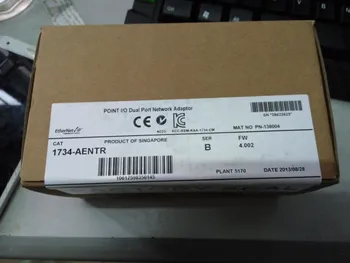 POINT I/O Dual Port Network Adaptor
EtherNet/IP
CE
MAT NO PN-138004
CAT
PRODUCT OF SINGAPORE
SER
FW
1734-AENTR
B
4.002
PLANT 5170
DATE 2013/08/28